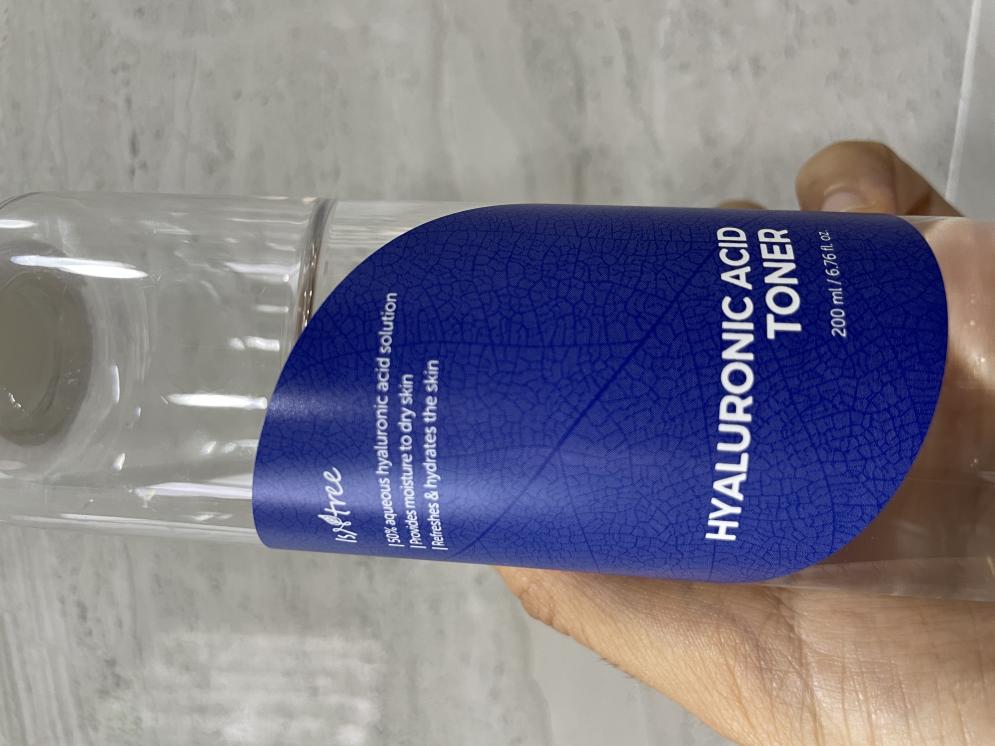 Isntree
|50% aqueous hyaluronic acid solution
|Provides moisture to dry skin
|Refreshes & hydrates the skin
HYALURONIC ACID
TONER
200 ml / 6.76 fl. oz.